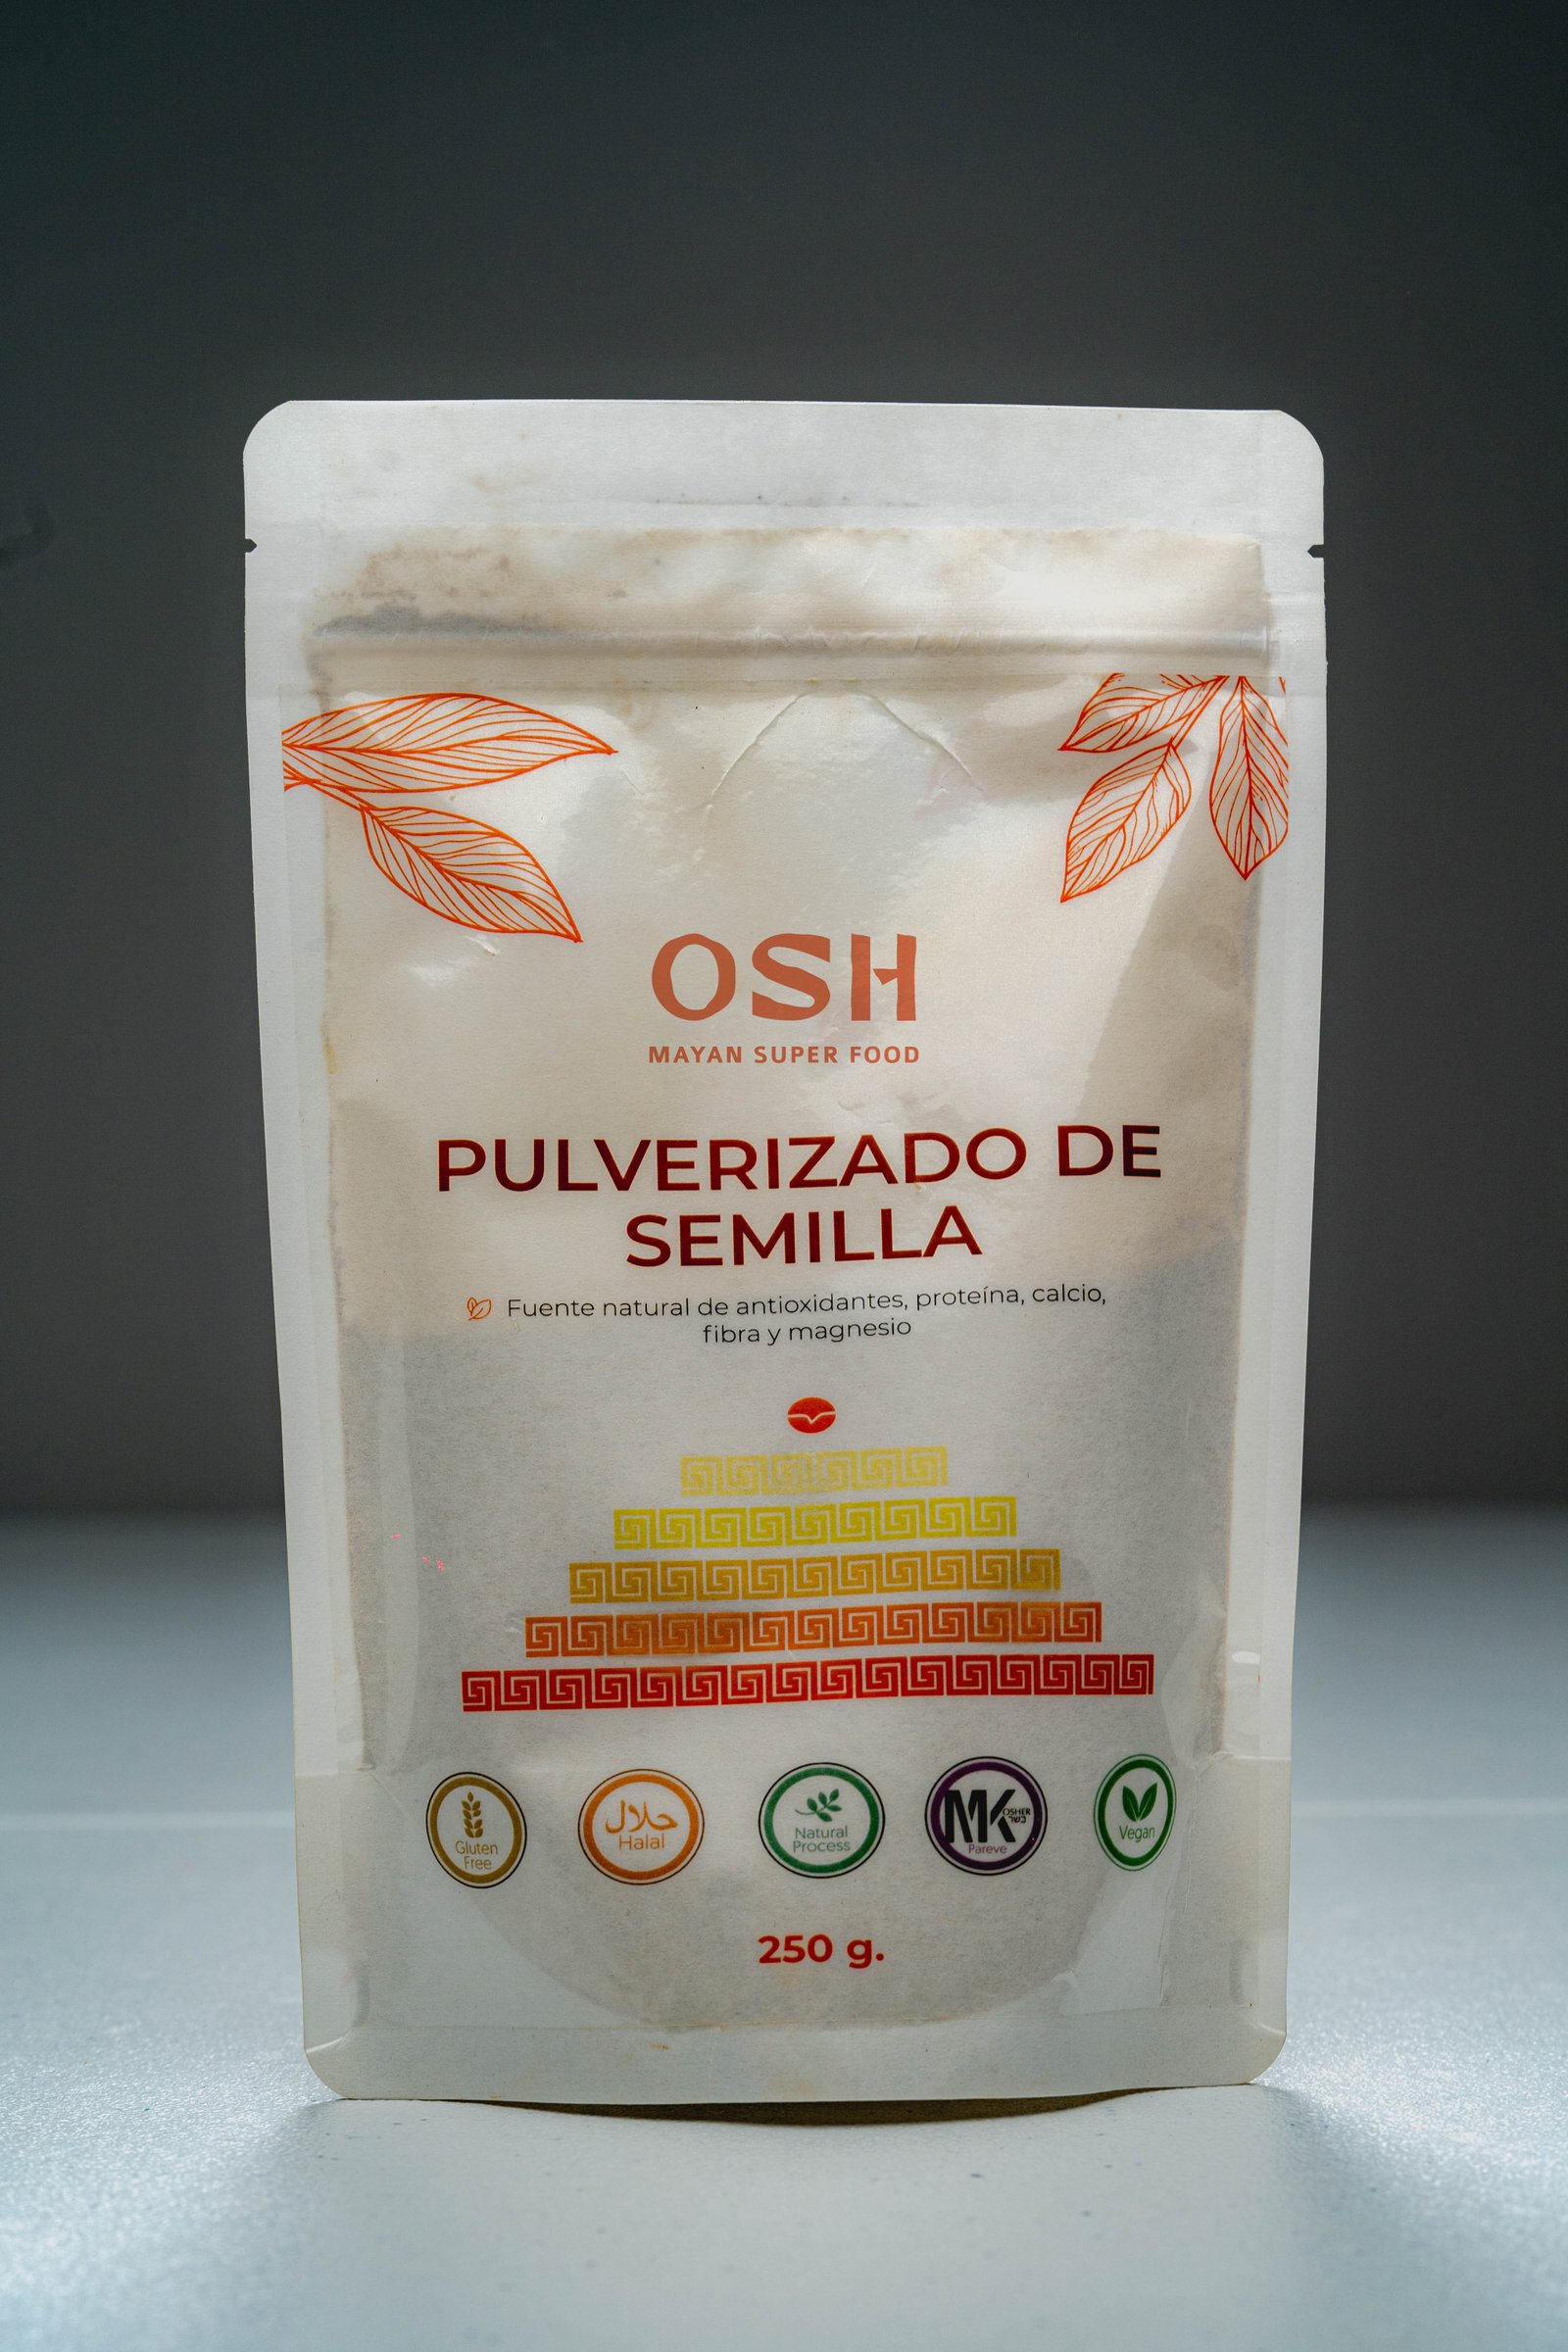 OSH
MAYAN SUPER FOOD
PULVERIZADO DE
SEMILLA
Fuente natural de antioxidantes, proteína, calcio,
fibra y magnesio
Gluten
Free
حلال
Halal
Natural
Process
MK
OSHER
כשר
Pareve
Vegan
250 g.